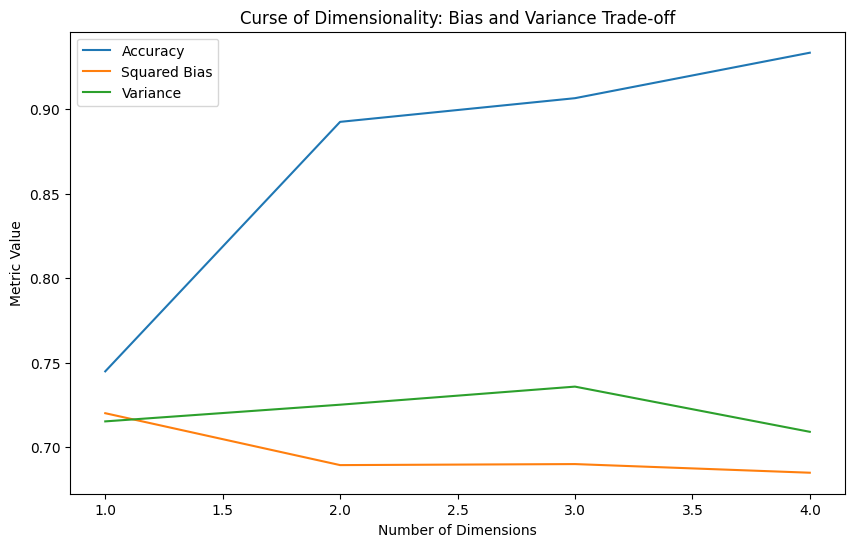 Curse of Dimensionality: Bias and Variance Trade-off
Accuracy
Squared Bias
Variance
Metric Value
0.90
0.85
0.80
0.75
0.70
1.0 1.5 2.0 2.5 3.0 3.5 4.0
Number of Dimensions